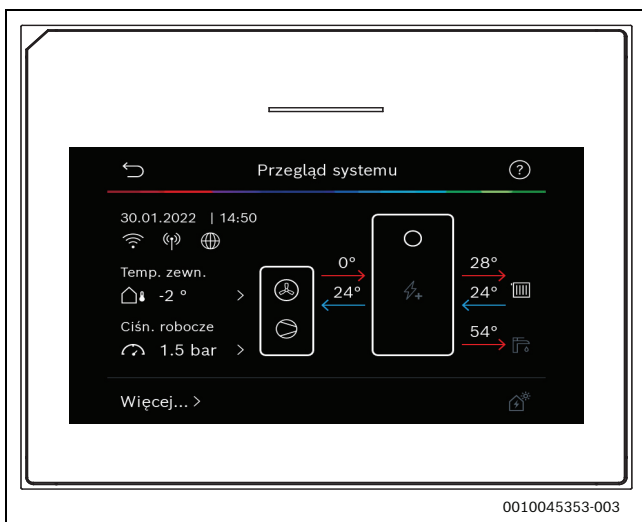 Przegląd systemu
?
30.01.2022 | 14:50
Temp. zewn.
-2 ° >
Ciśn. robocze
1.5 bar >
0°
24°
28°
24°
54°
Więcej... >
0010045353-003